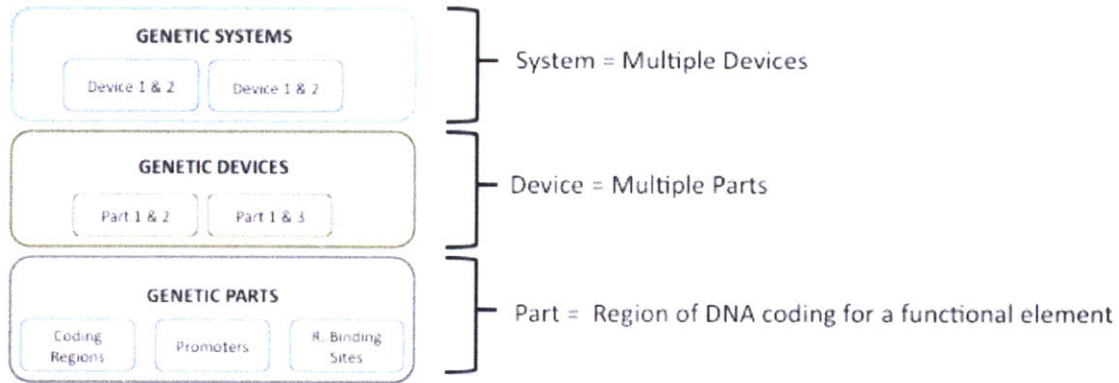 GENETIC SYSTEMS
Device 1 & 2
Device 1 & 2
System = Multiple Devices
GENETIC DEVICES
Part 1 & 2
Part 1 & 3
Device = Multiple Parts
GENETIC PARTS
Coding
Regions
Promoters
R. Binding
Sites
Part = Region of DNA coding for a functional element